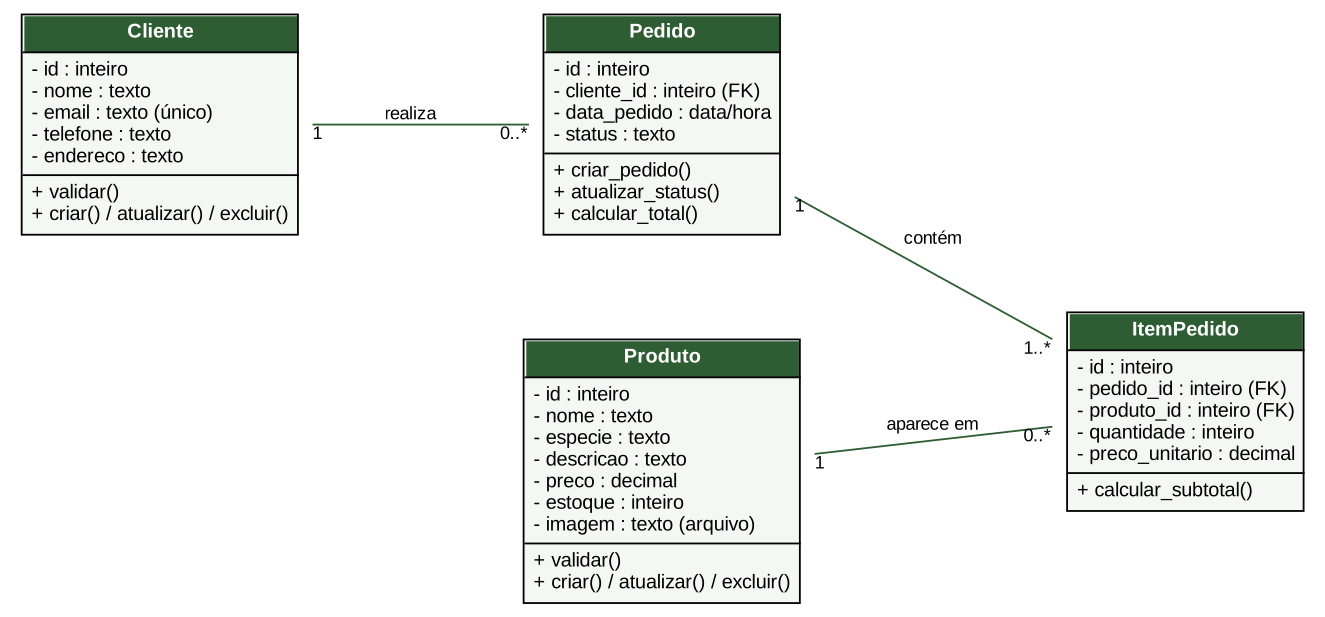 Cliente
- id : inteiro
- nome : texto
- email : texto (único)
- telefone : texto
- endereco : texto
+ validar()
+ criar() / atualizar() / excluir()
realiza
1
0..*
Pedido
- id : inteiro
- cliente_id : inteiro (FK)
- data_pedido : data/hora
- status : texto
+ criar_pedido()
+ atualizar_status()
+ calcular_total()
1
contém
1..*
Produto
- id : inteiro
- nome : texto
- especie : texto
- descricao : texto
- preco : decimal
- estoque : inteiro
- imagem : texto (arquivo)
+ validar()
+ criar() / atualizar() / excluir()
aparece em
1
0..*
ItemPedido
- id : inteiro
- pedido_id : inteiro (FK)
- produto_id : inteiro (FK)
- quantidade : inteiro
- preco_unitario : decimal
+ calcular_subtotal()